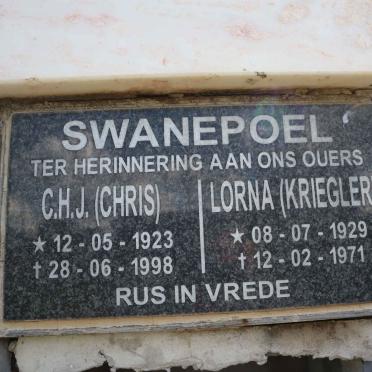 SWANEPOEL
TER HERINNERING AAN ONS OUERS
C.H.J. (CHRIS)
★ 12 - 05 - 1923
† 28 - 06 - 1998
LORNA (KRIEGLER
★ 08 - 07 - 1929
† 12 - 02 - 1971
RUS IN VREDE